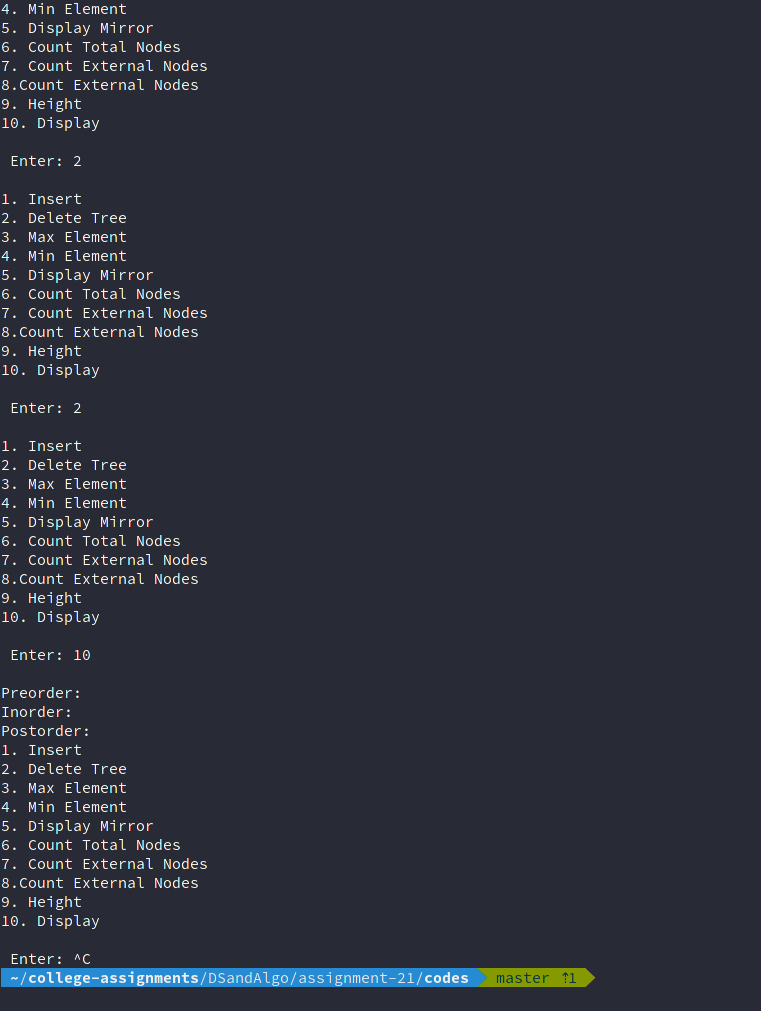 4. Min Element
5. Display Mirror
6. Count Total Nodes
7. Count External Nodes
8.Count External Nodes
9. Height
10. Display
Enter: 2
1. Insert
2. Delete Tree
3. Max Element
4. Min Element
5. Display Mirror
6. Count Total Nodes
7. Count External Nodes
8.Count External Nodes
9. Height
10. Display
Enter: 2
1. Insert
2. Delete Tree
3. Max Element
4. Min Element
5. Display Mirror
6. Count Total Nodes
7. Count External Nodes
8.Count External Nodes
9. Height
10. Display
Enter: 10
Preorder:
Inorder:
Postorder:
1. Insert
2. Delete Tree
3. Max Element
4. Min Element
5. Display Mirror
6. Count Total Nodes
7. Count External Nodes
8.Count External Nodes
9. Height
10. Display
Enter: ^C
~/college-assignments/DSandAlgo/assignment-21/codes master ⇡1